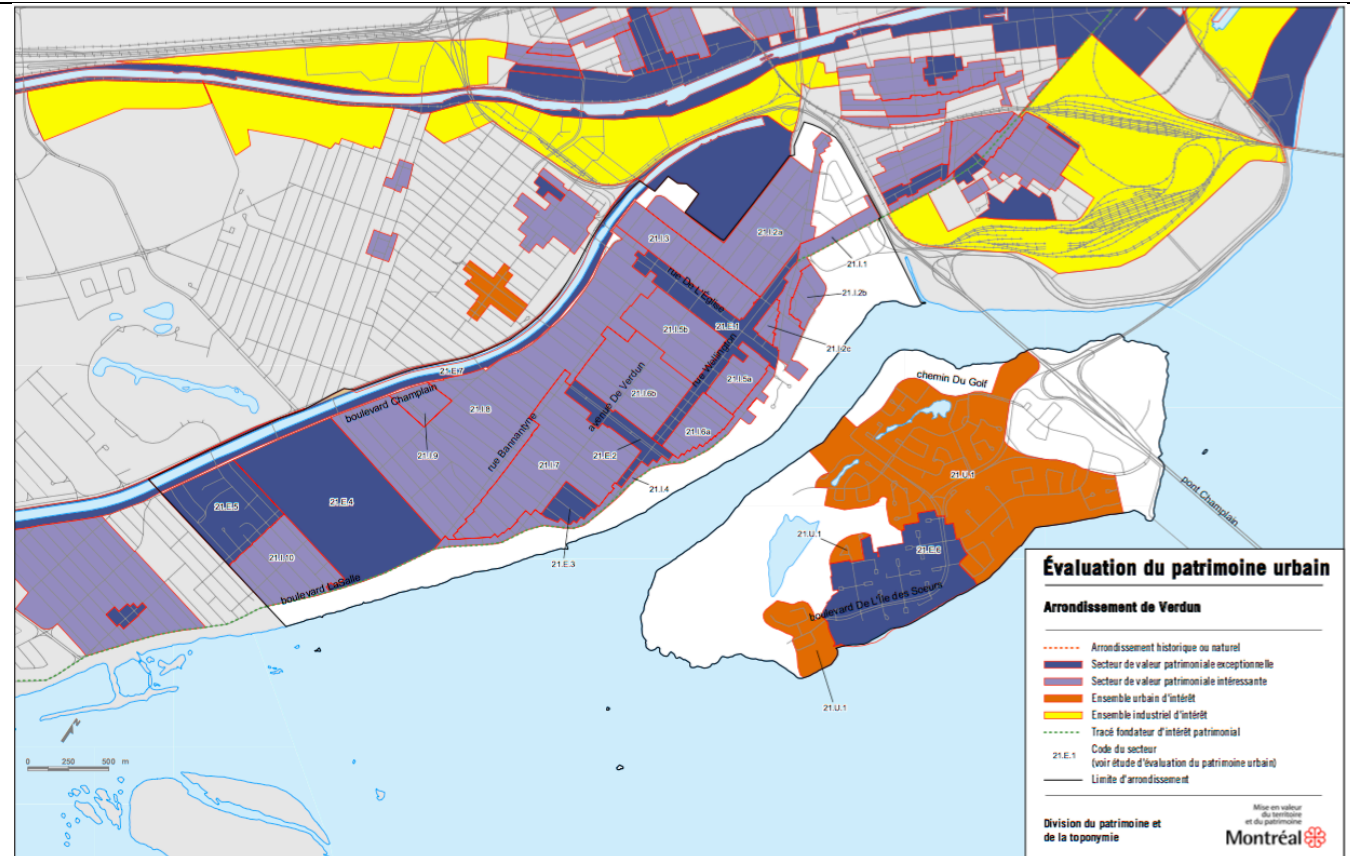 21.I.3
21.I.2a
rue De L'Église
21.I.1
21.I.2b
21.I.5b
21.E.1
21.I.2c
rue Wellington
21.E.7
boulevard Champlain
21.I.8
avenue De Verdun
21.I.6b
21.I.5a
chemin Du Golf
21.I.9
rue Bannantyne
21.I.6a
21.I.7
21.E.2
21.I.4
21.U.1
pont Champlain
21.E.5
21.E.4
21.E.3
21.I.10
21.U.1
21.E.6
boulevard LaSalle
boulevard De L'Île des Soeurs
21.U.1
0 250 500 m
Évaluation du patrimoine urbain
Arrondissement de Verdun
Arrondissement historique ou naturel
Secteur de valeur patrimoniale exceptionnelle
Secteur de valeur patrimoniale intéressante
Ensemble urbain d'intérêt
Ensemble industriel d'intérêt
Tracé fondateur d'intérêt patrimonial
21.E.1 Code du secteur
(voir étude d'évaluation du patrimoine urbain)
Limite d'arrondissement
Division du patrimoine et
de la toponymie
Mise en valeur
du territoire
et du patrimoine
Montréal